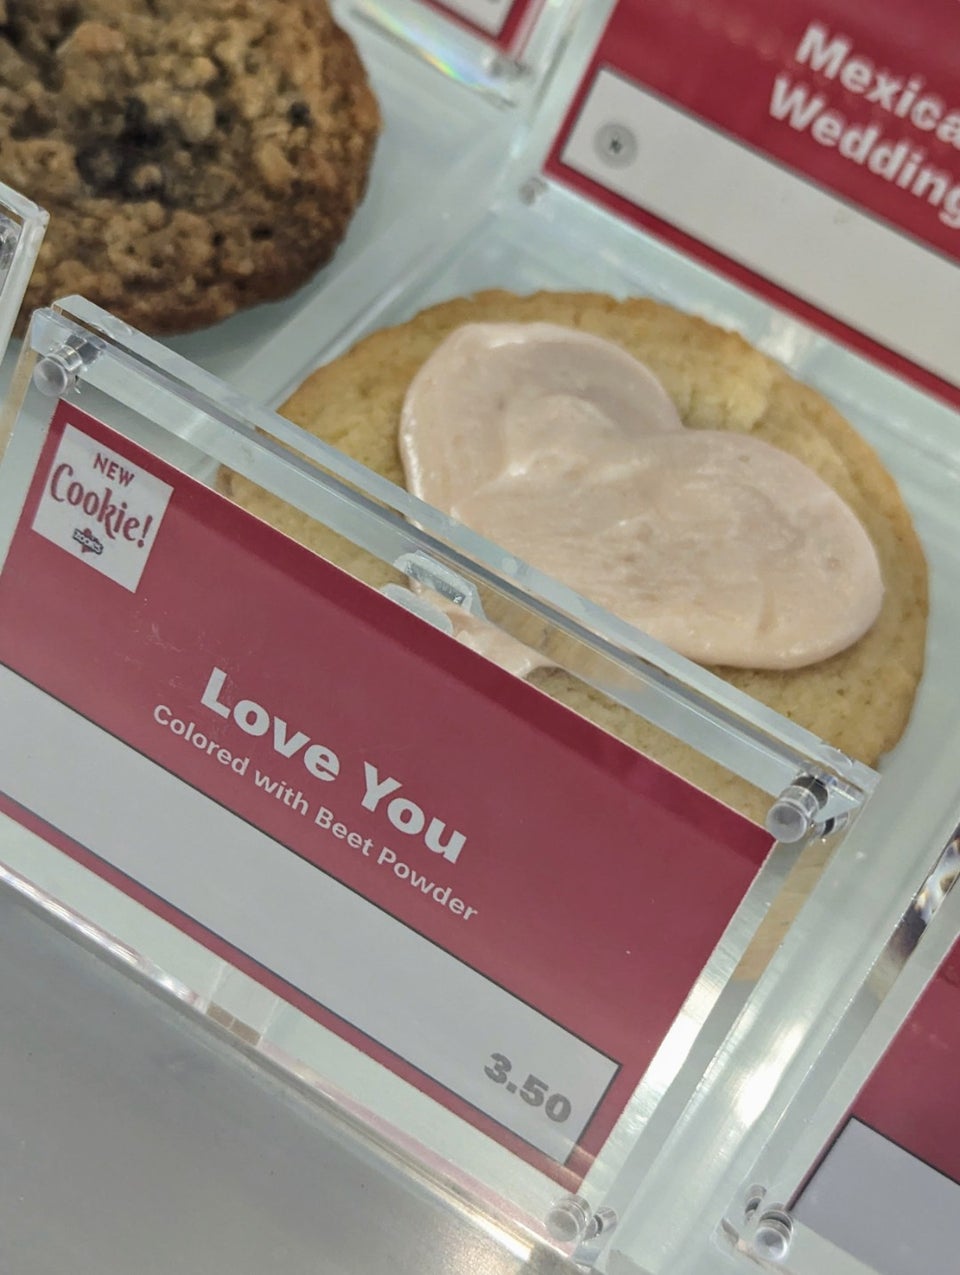 Mexica
Wedding
NEW
Cookie!
Love You
Colored with Beet Powder
3.50